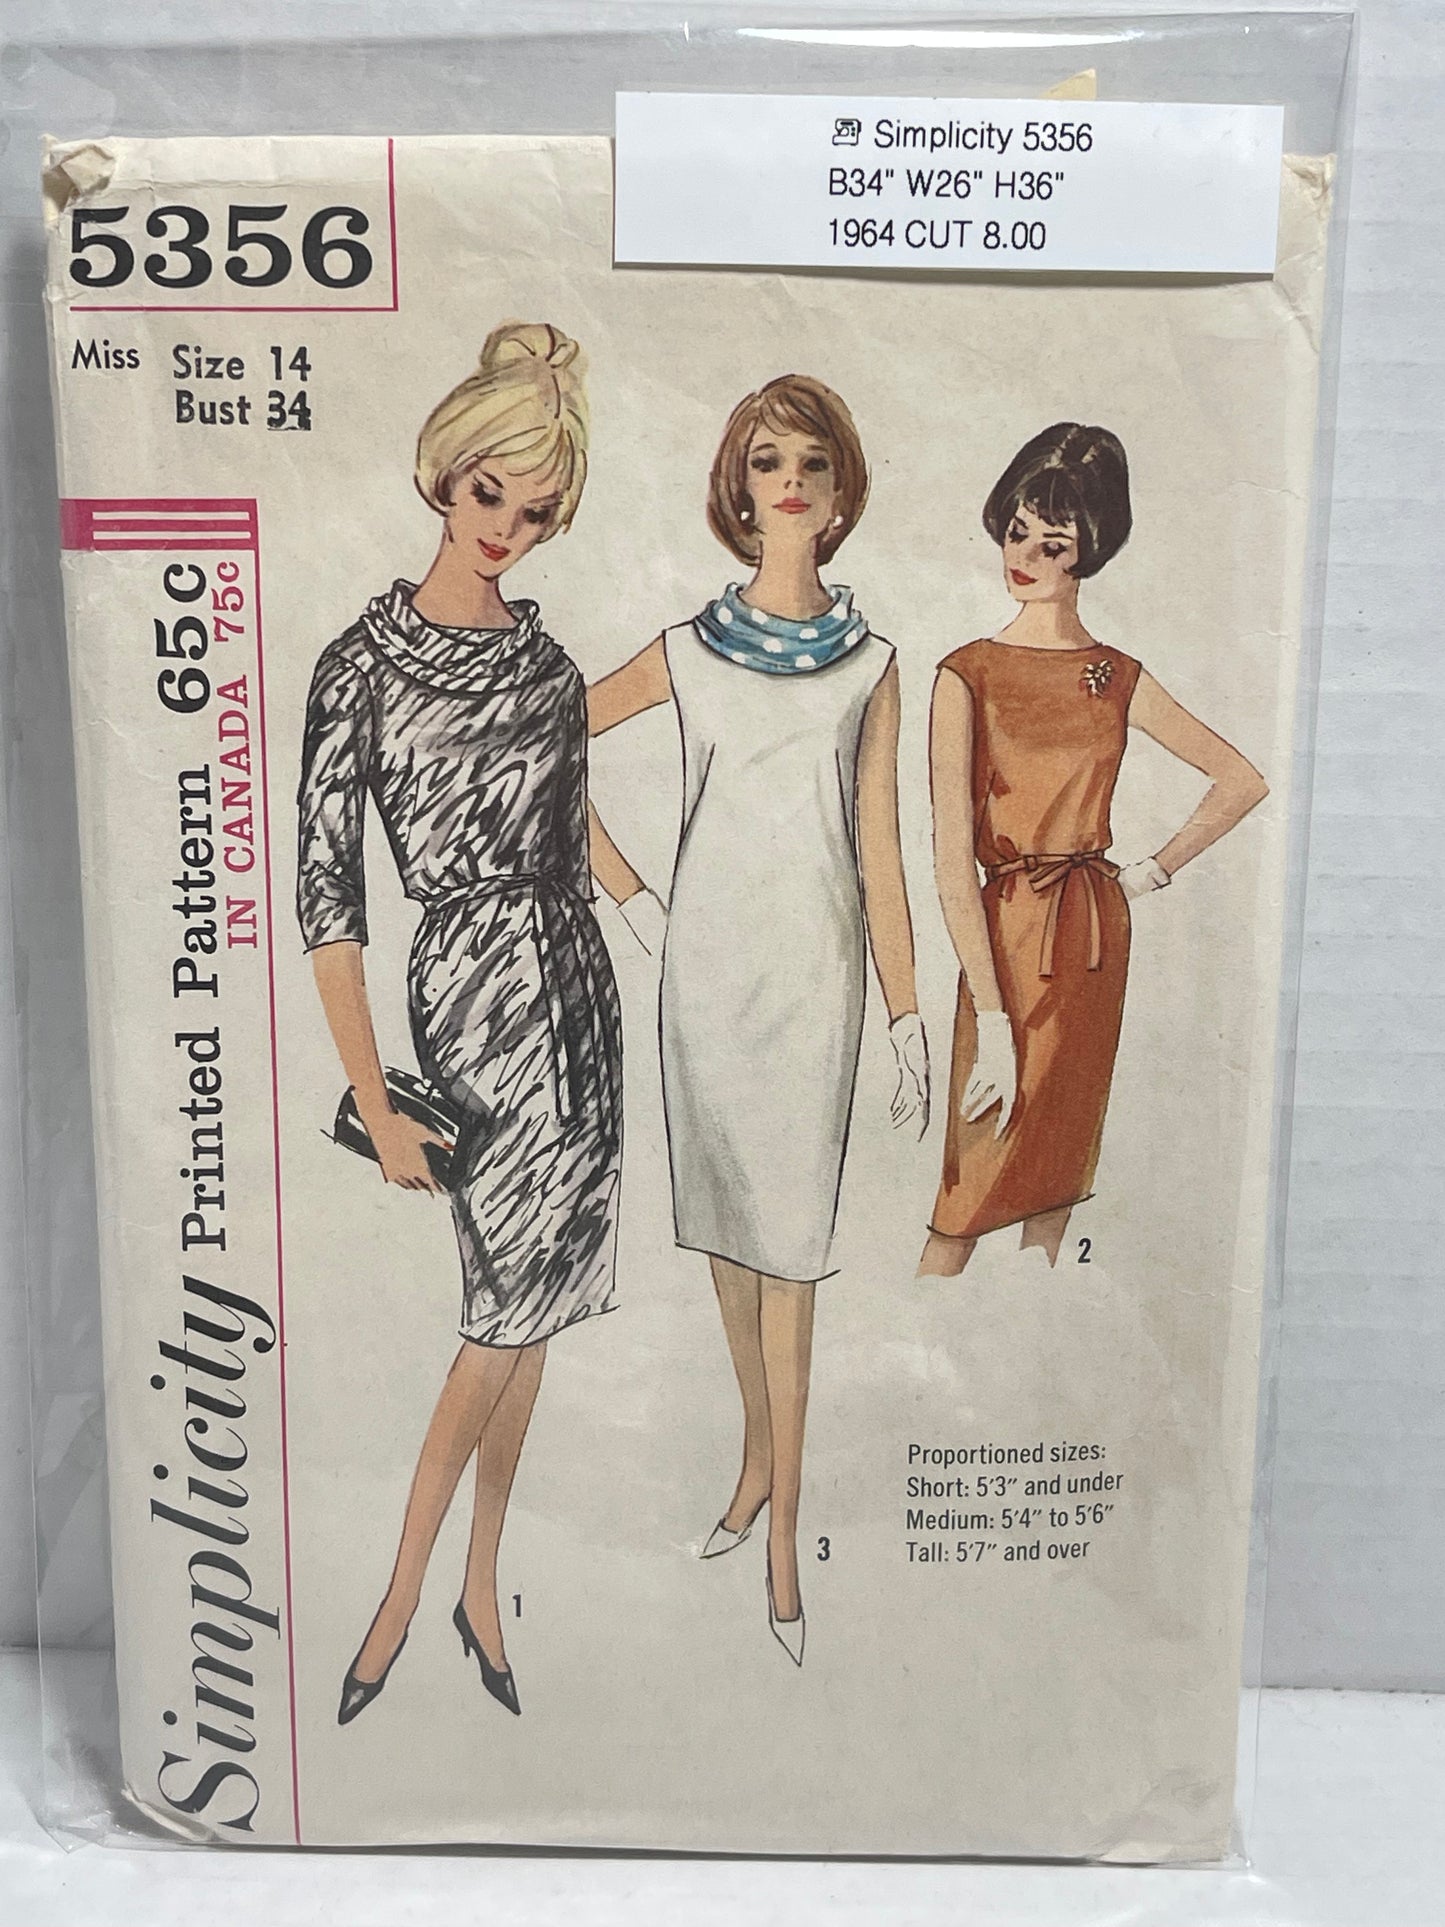 Simplicity 5356
B34" W26" H36"
1964 CUT 8.00
5356
Miss Size 14
Bust 34
Simplicity Printed Pattern 65c
IN CANADA 75c
1
3
2
Proportioned sizes:
Short: 5'3" and under
Medium: 5'4" to 5'6"
Tall: 5'7" and over